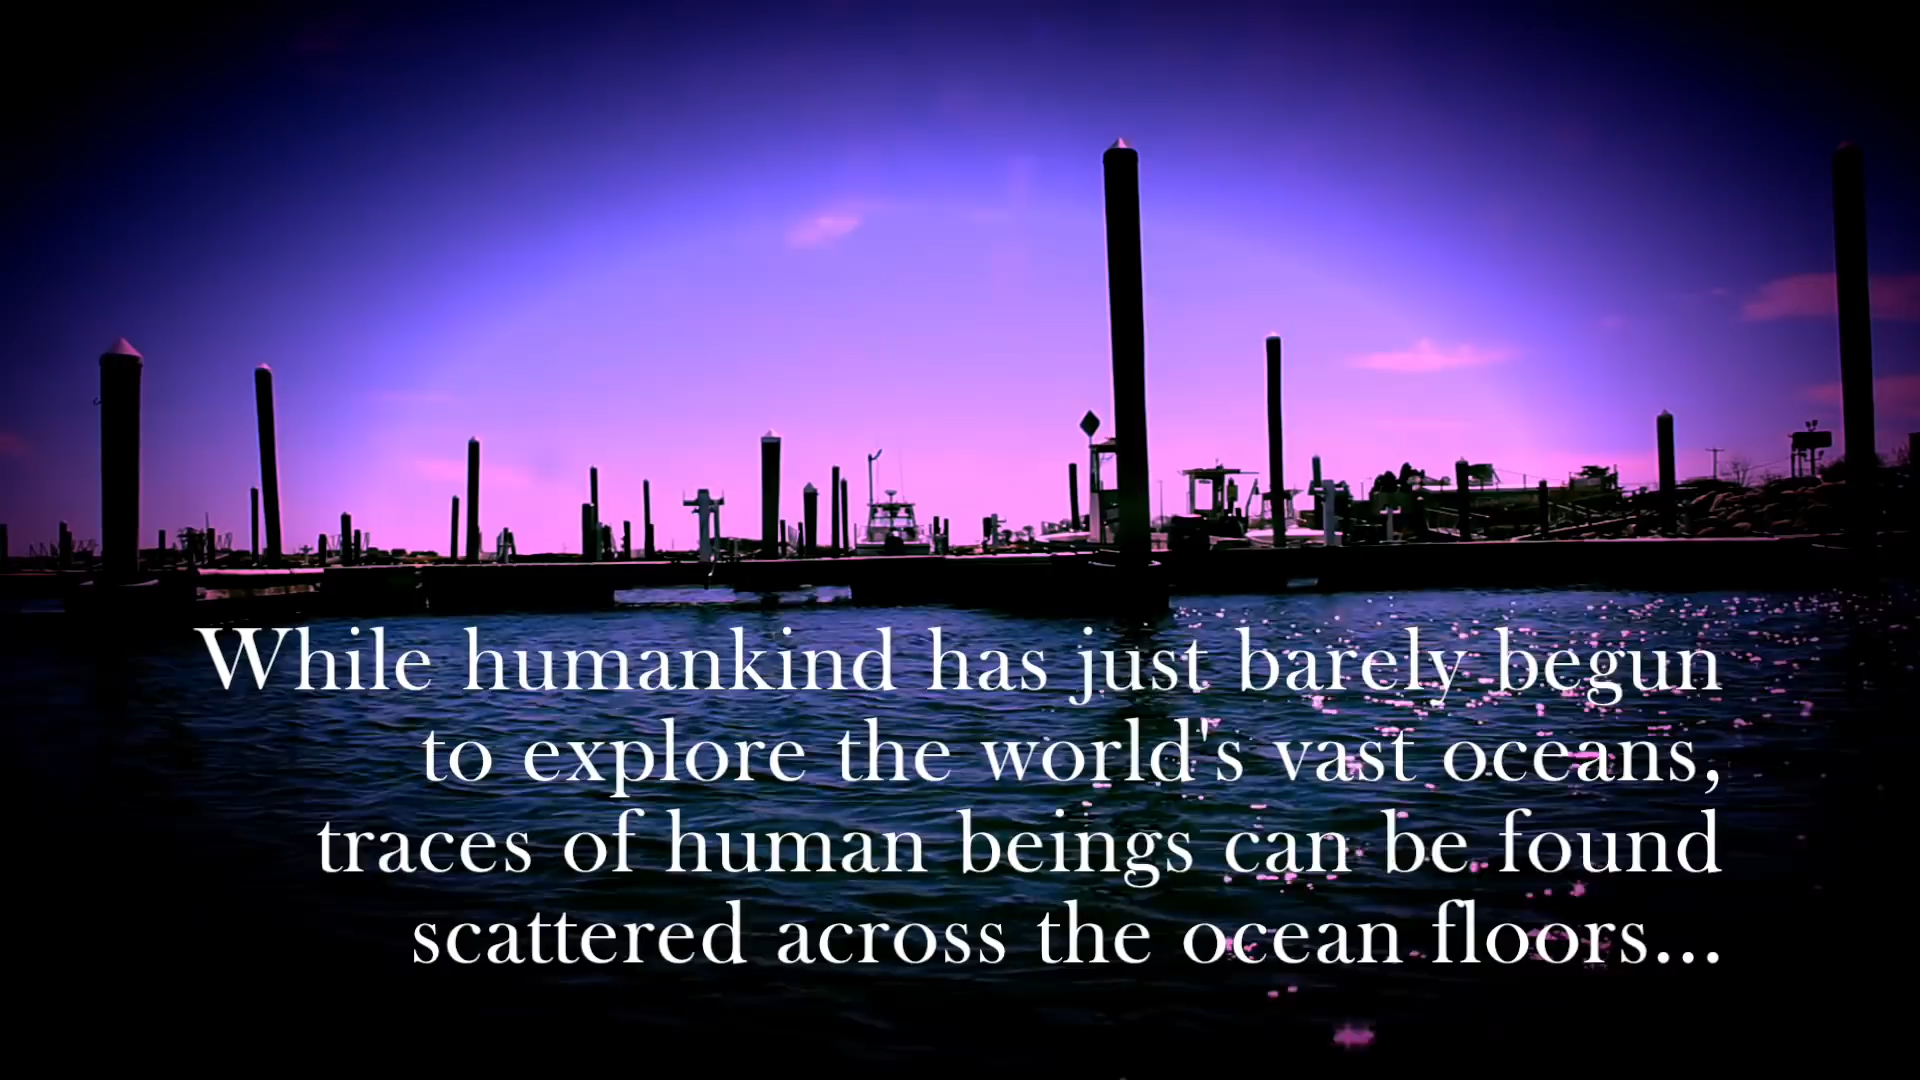 While humankind has just barely begun
to explore the world's vast oceans,
traces of human beings can be found
scattered across the ocean floors...